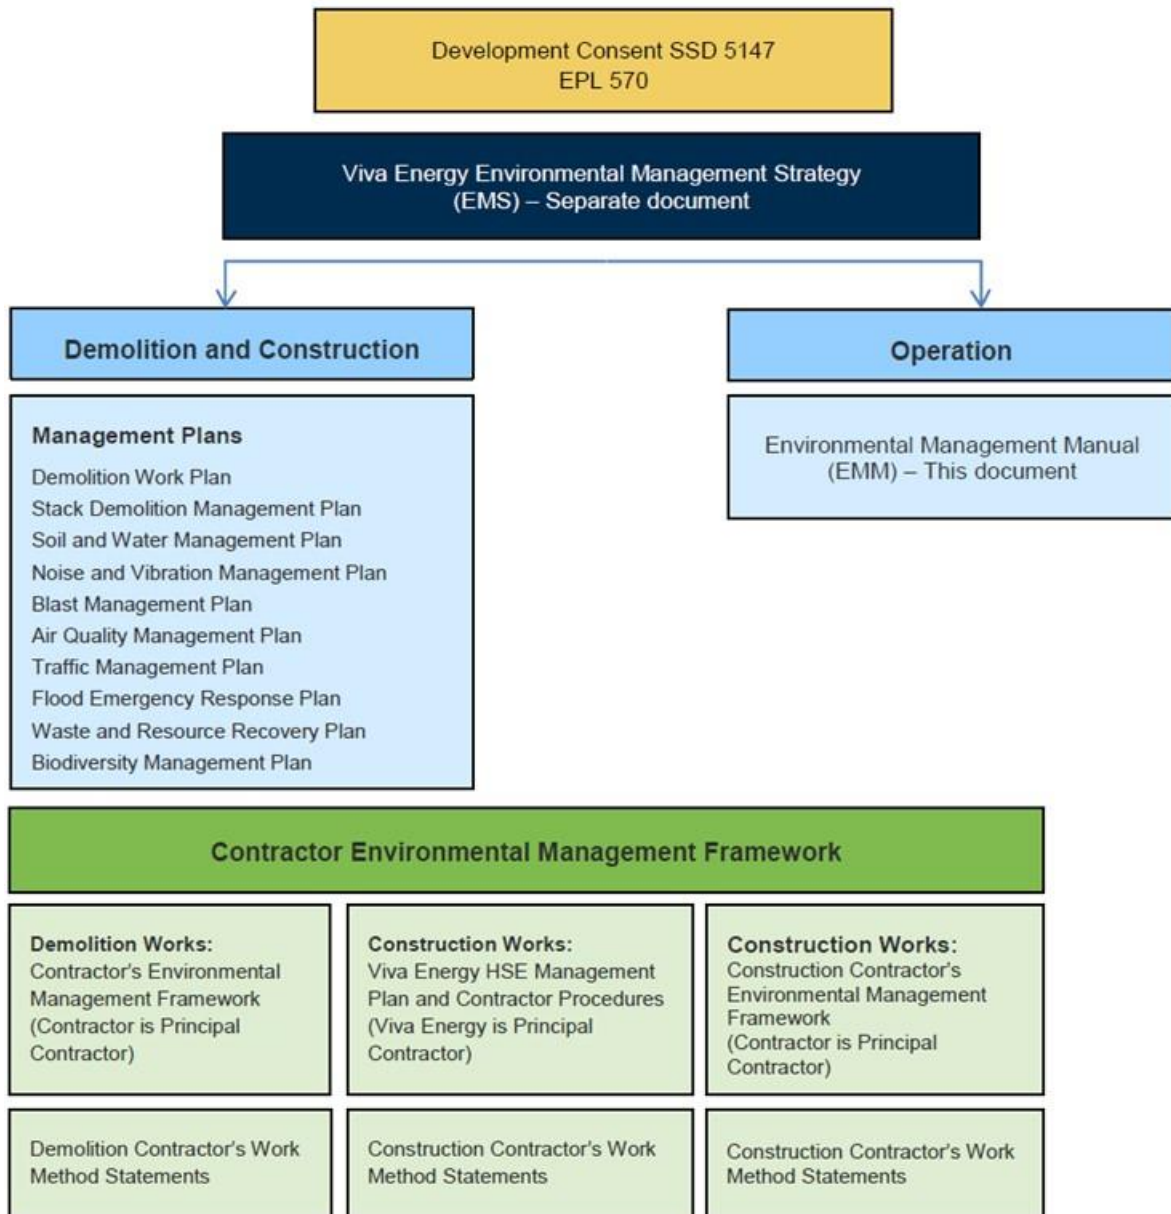 Development Consent SSD 5147
EPL 570
Viva Energy Environmental Management Strategy
(EMS) – Separate document
Demolition and Construction
Operation
Management Plans
Demolition Work Plan
Stack Demolition Management Plan
Soil and Water Management Plan
Noise and Vibration Management Plan
Blast Management Plan
Air Quality Management Plan
Traffic Management Plan
Flood Emergency Response Plan
Waste and Resource Recovery Plan
Biodiversity Management Plan
Environmental Management Manual
(EMM) – This document
Contractor Environmental Management Framework
Demolition Works:
Contractor's Environmental
Management Framework
(Contractor is Principal
Contractor)
Construction Works:
Viva Energy HSE Management
Plan and Contractor Procedures
(Viva Energy is Principal
Contractor)
Construction Works:
Construction Contractor's
Environmental Management
Framework
(Contractor is Principal
Contractor)
Demolition Contractor's Work
Method Statements
Construction Contractor's Work
Method Statements
Construction Contractor's Work
Method Statements